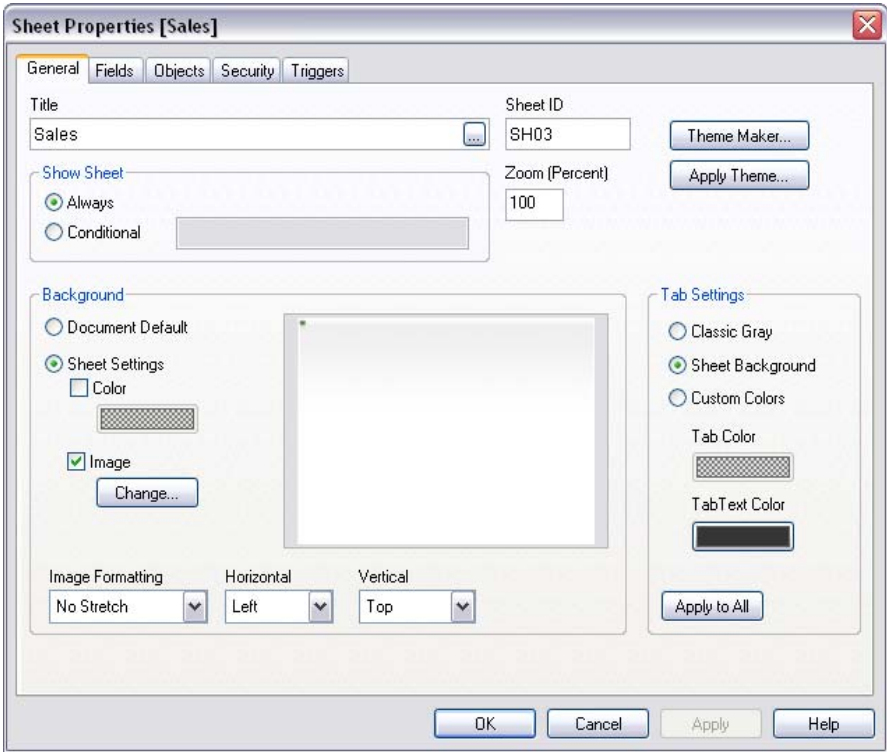 Sheet Properties [Sales]
General Fields Objects Security Triggers
Title
Sales
...
Sheet ID
SH03
Theme Maker...
Show Sheet
Always
Conditional
Zoom (Percent)
100
Apply Theme...
Background
Document Default
Sheet Settings
Color
Image
Change...
Image Formatting
No Stretch
Horizontal
Left
Vertical
Top
Tab Settings
Classic Gray
Sheet Background
Custom Colors
Tab Color
TabText Color
Apply to All
OK Cancel Apply Help